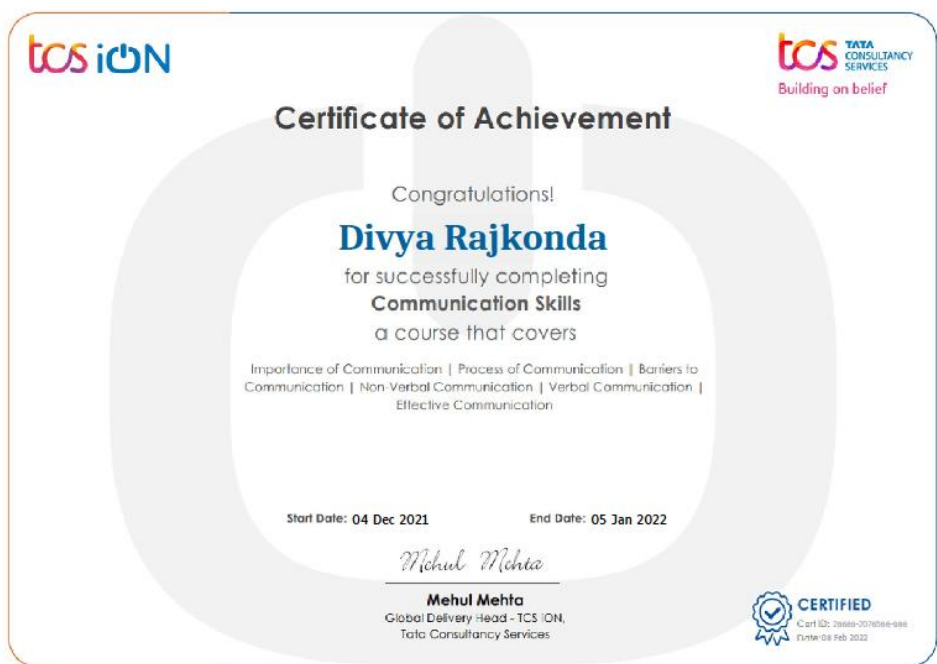 tcs iON
tcs TATA
CONSULTANCY
SERVICES
Building on belief
Certificate of Achievement
Congratulations!
Divya Rajkonda
for successfully completing
Communication Skills
a course that covers
Importance of Communication | Process of Communication | Barriers to
Communication | Non-Verbal Communication | Verbal Communication |
Effective Communication
Start Date: 04 Dec 2021 End Date: 05 Jan 2022
Mehul Mehta
Mehul Mehta
Global Delivery Head - TCS iON,
Tata Consultancy Services
CERTIFIED
Cert ID:
Date: 08 Feb 2022